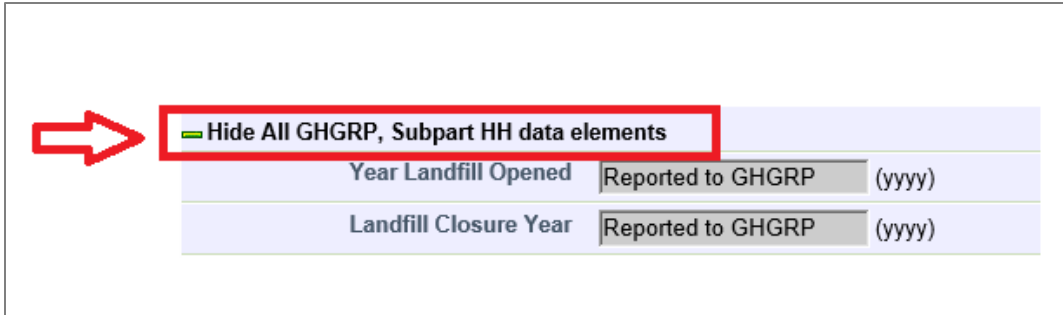 Hide All GHGRP, Subpart HH data elements
Year Landfill Opened Reported to GHGRP (yyyy)
Landfill Closure Year Reported to GHGRP (yyyy)